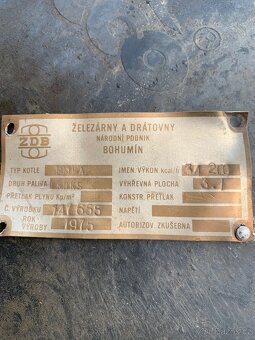 ZDB
ŽELEZÁRNY A DRÁTOVNY
NÁRODNÍ PODNIK
BOHUMÍN
TYP KOTLE
IMEN. VÝKON kcal/h
DRUH PALIVA KOKS
VÝHŘEVNÁ PLOCHA
PŘETLAK PLYNU Kp/m²
KONSTR. PŘETLAK
Č. VÝROBKU
NAPĚTÍ
ROK VÝROBY 1975
AUTORIZOV. ZKUŠEBNA